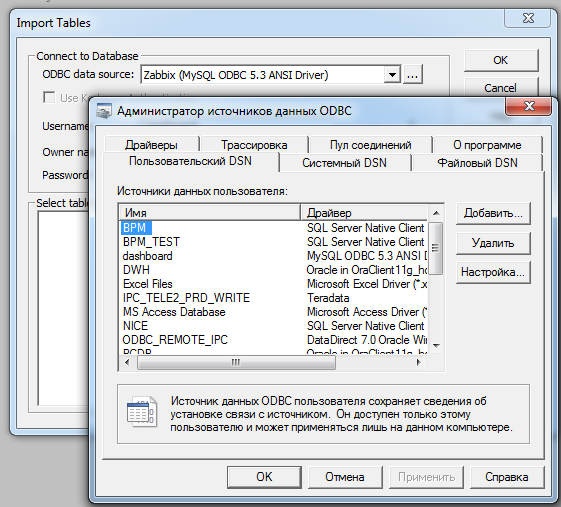 Import Tables
Connect to Database
ODBC data source: Zabbix (MySQL ODBC 5.3 ANSI Driver) ...
OK
Cancel
Use
Username
Owner na
Password
Select table
Администратор источников данных ODBC
Драйверы Трассировка Пул соединений О программе
Пользовательский DSN Системный DSN Файловый DSN
Источники данных пользователя:
Имя Драйвер
BPM SQL Server Native Client
BPM_TEST SQL Server Native Client
dashboard MySQL ODBC 5.3 ANSI D
DWH Oracle in OraClient11g_ho
Excel Files Microsoft Excel Driver (*.x
IPC_TELE2_PRD_WRITE Teradata
MS Access Database Microsoft Access Driver (*
NICE SQL Server Native Client
ODBC_REMOTE_IPC DataDirect 7.0 Oracle Wi
Добавить...
Удалить
Настройка...
Источник данных ODBC пользователя сохраняет сведения об
установке связи с источником. Он доступен только этому
пользователю и может применяться лишь на данном компьютере.
OK Отмена Применить Справка